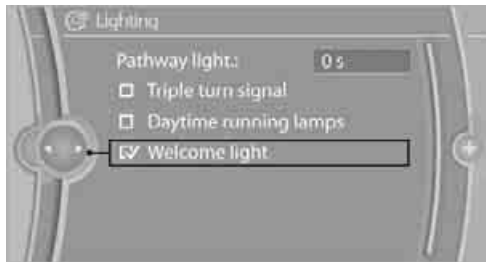 Lighting
Pathway light.: 0 s
Triple turn signal
Daytime running lamps
Welcome light